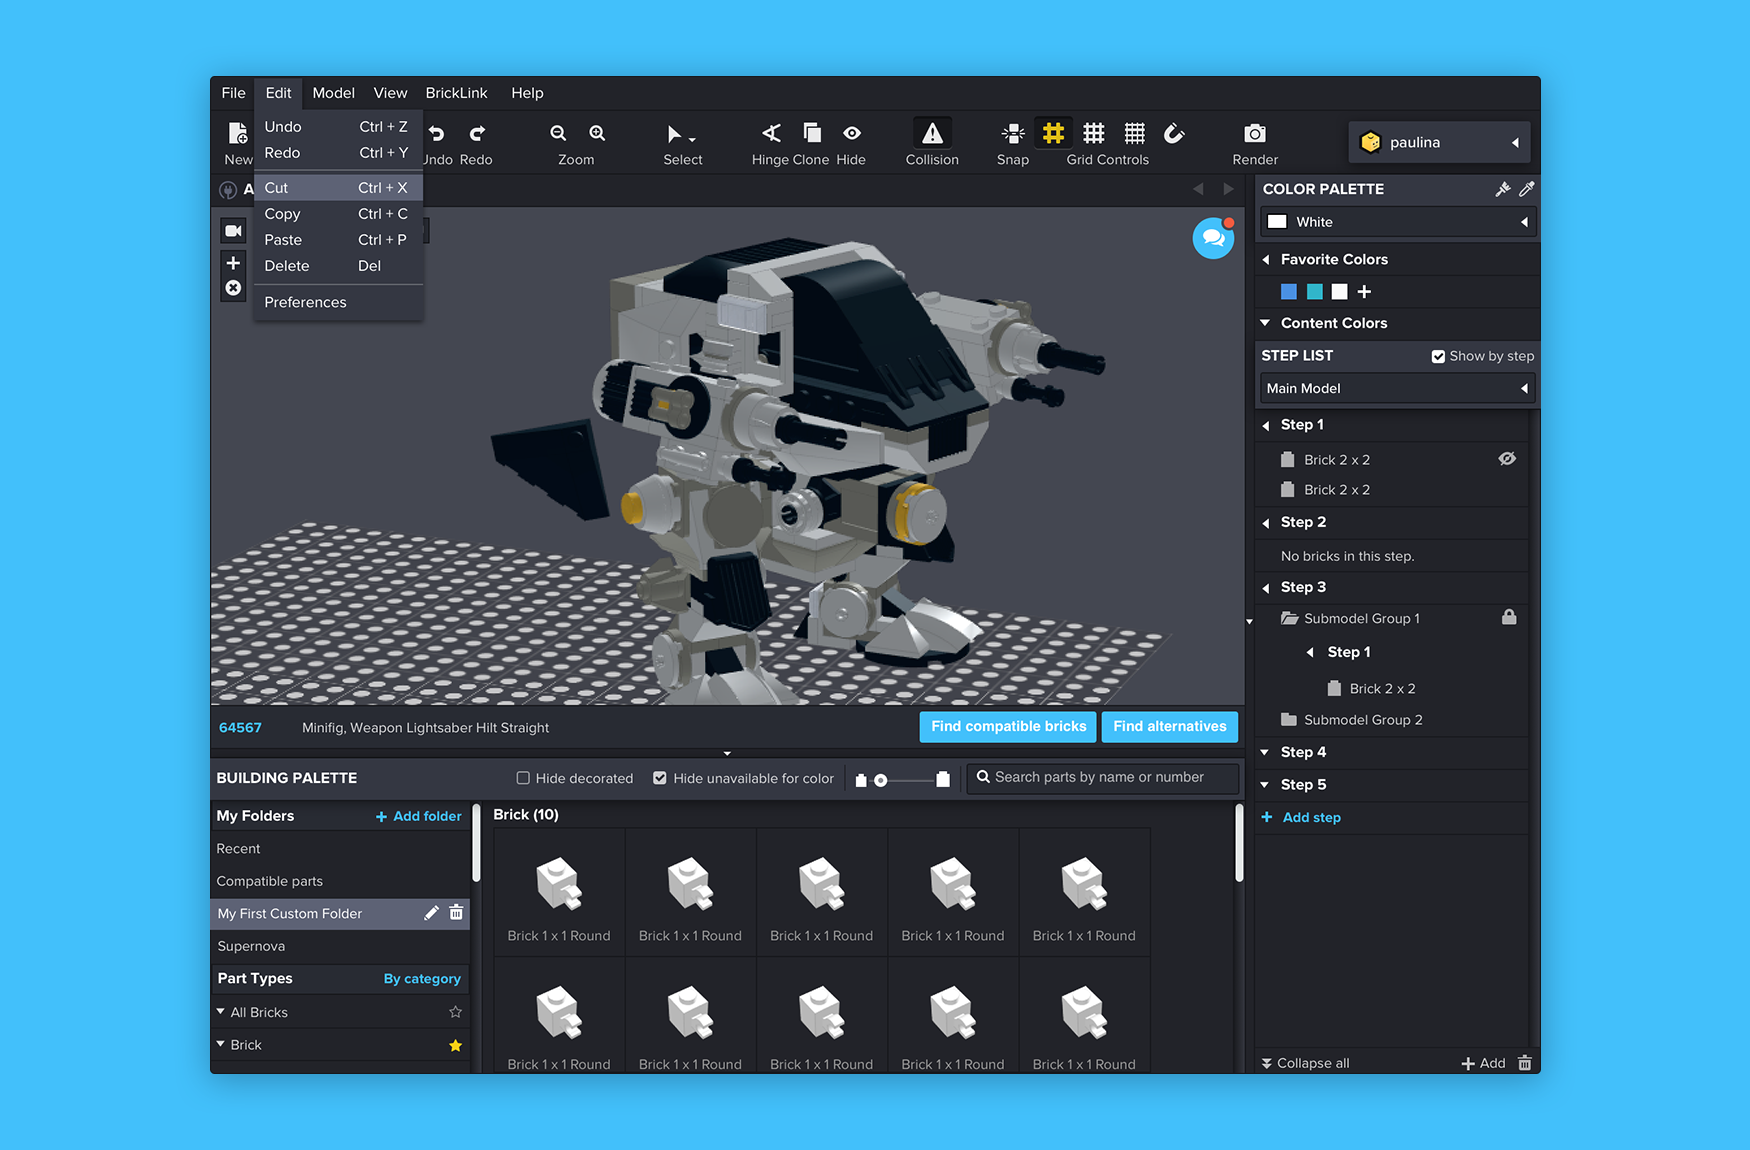 File Edit Model View BrickLink Help
Undo Ctrl + Z
Redo Ctrl + Y
Cut Ctrl + X
Copy Ctrl + C
Paste Ctrl + P
Delete Del
Preferences
New Undo Redo Zoom Select Hinge Clone Hide Collision Snap Grid Controls Render
paulina
COLOR PALETTE
White
Favorite Colors
Content Colors
STEP LIST Show by step
Main Model
Step 1
Brick 2 x 2
Brick 2 x 2
Step 2
No bricks in this step.
Step 3
Submodel Group 1
Step 1
Brick 2 x 2
Submodel Group 2
Step 4
Step 5
Add step
Collapse all Add
64567 Minifig, Weapon Lightsaber Hilt Straight Find compatible bricks Find alternatives
BUILDING PALETTE Hide decorated Hide unavailable for color Search parts by name or number
My Folders Add folder
Recent
Compatible parts
My First Custom Folder
Supernova
Part Types By category
All Bricks
Brick
Brick (10)
Brick 1 x 1 Round Brick 1 x 1 Round Brick 1 x 1 Round Brick 1 x 1 Round Brick 1 x 1 Round
Brick 1 x 1 Round Brick 1 x 1 Round Brick 1 x 1 Round Brick 1 x 1 Round Brick 1 x 1 Round